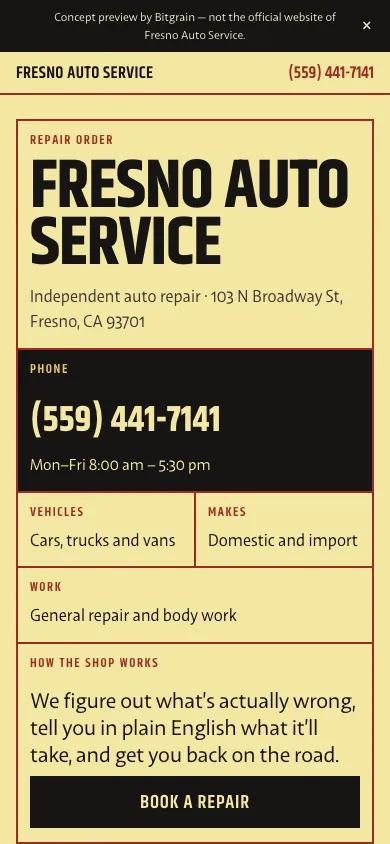 Concept preview by Bitgrain — not the official website of
Fresno Auto Service.
×
FRESNO AUTO SERVICE
(559) 441-7141
REPAIR ORDER
FRESNO AUTO
SERVICE
Independent auto repair · 103 N Broadway St,
Fresno, CA 93701
PHONE
(559) 441-7141
Mon–Fri 8:00 am – 5:30 pm
VEHICLES
Cars, trucks and vans
MAKES
Domestic and import
WORK
General repair and body work
HOW THE SHOP WORKS
We figure out what’s actually wrong,
tell you in plain English what it’ll
take, and get you back on the road.
BOOK A REPAIR